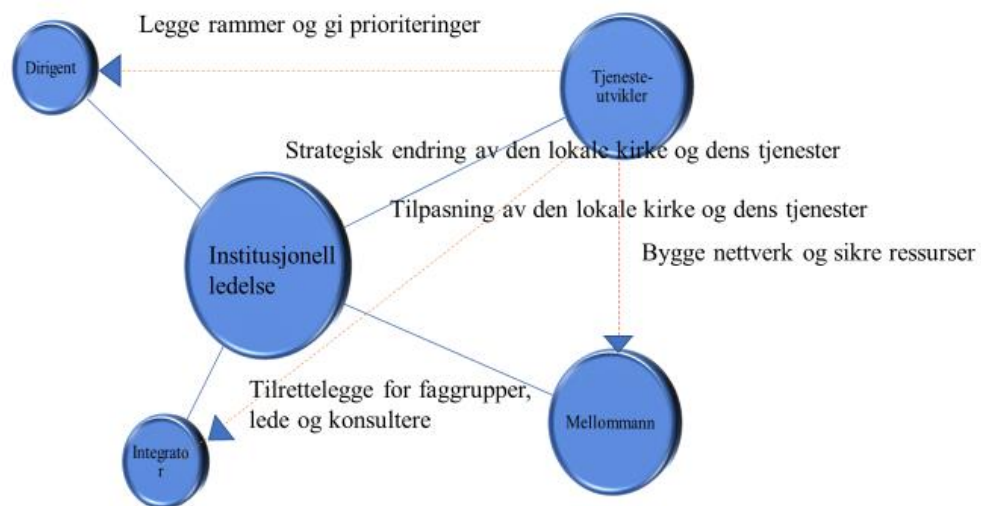 Legge rammer og gi prioriteringer
Dirigent
Tjeneste-
utvikler
Strategisk endring av den lokale kirke og dens tjenester
Tilpasning av den lokale kirke og dens tjenester
Bygge nettverk og sikre ressurser
Institusjonell
ledelse
Tilrettelegge for faggrupper,
lede og konsultere
Mellommann
Integrato
r